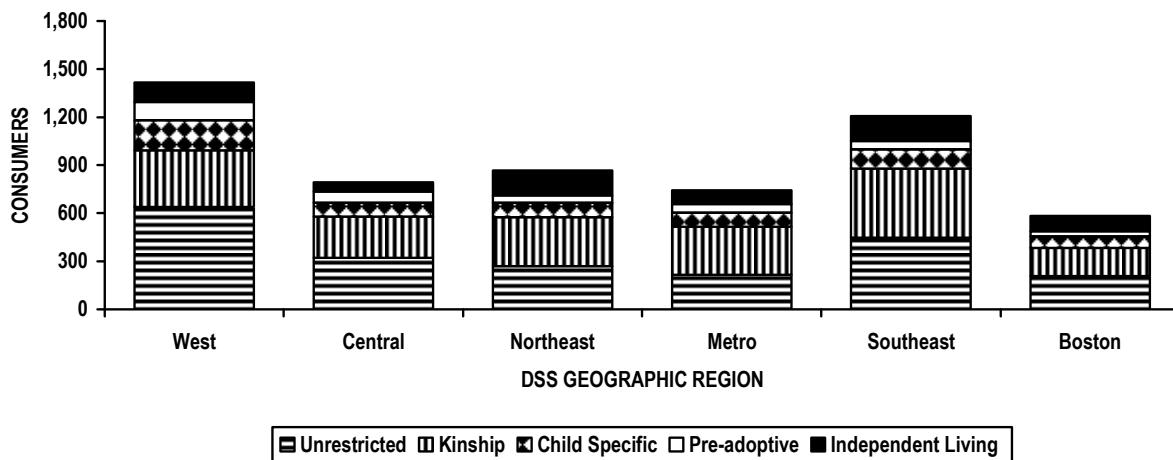 1,800
1,500
1,200
900
600
300
0
CONSUMERS
West Central Northeast Metro Southeast Boston
DSS GEOGRAPHIC REGION
Unrestricted Kinship Child Specific Pre-adoptive Independent Living